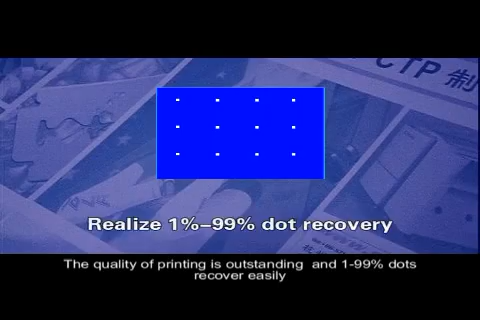 CTP 制
Realize 1%-99% dot recovery
The quality of printing is outstanding and 1-99% dots
recover easily